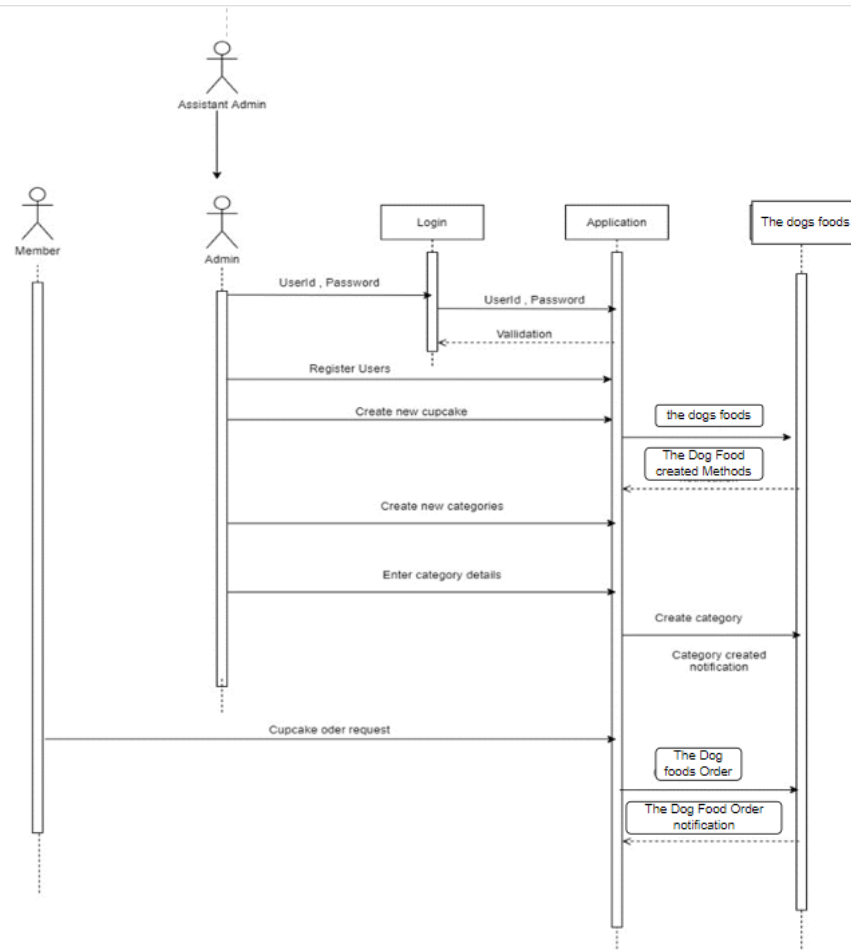 Assistant Admin
Member
Admin
Login
Application
The dogs foods
UserId , Password
UserId , Password
Vallidation
Register Users
Create new cupcake
the dogs foods
The Dog Food
created Methods
Create new categories
Enter category details
Create category
Category created
notification
Cupcake oder request
The Dog
foods Order
The Dog Food Order
notification